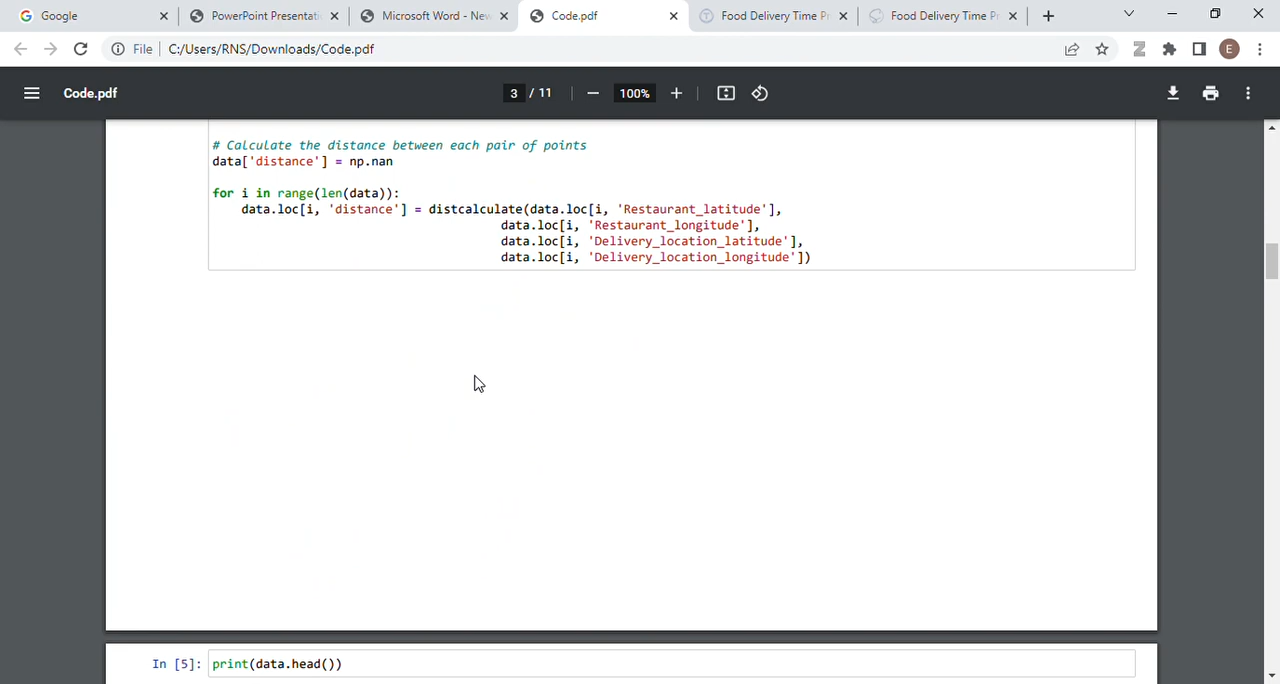 Google
PowerPoint Presentati
Microsoft Word - New
Code.pdf
Food Delivery Time Pr
Food Delivery Time Pr
File
C:/Users/RNS/Downloads/Code.pdf
E
Code.pdf
3 / 11
100%
# Calculate the distance between each pair of points
data['distance'] = np.nan
for i in range(len(data)):
data.loc[i, 'distance'] = distcalculate(data.loc[i, 'Restaurant_latitude'],
data.loc[i, 'Restaurant_longitude'],
data.loc[i, 'Delivery_location_latitude'],
data.loc[i, 'Delivery_location_longitude'])
In [5]: print(data.head())